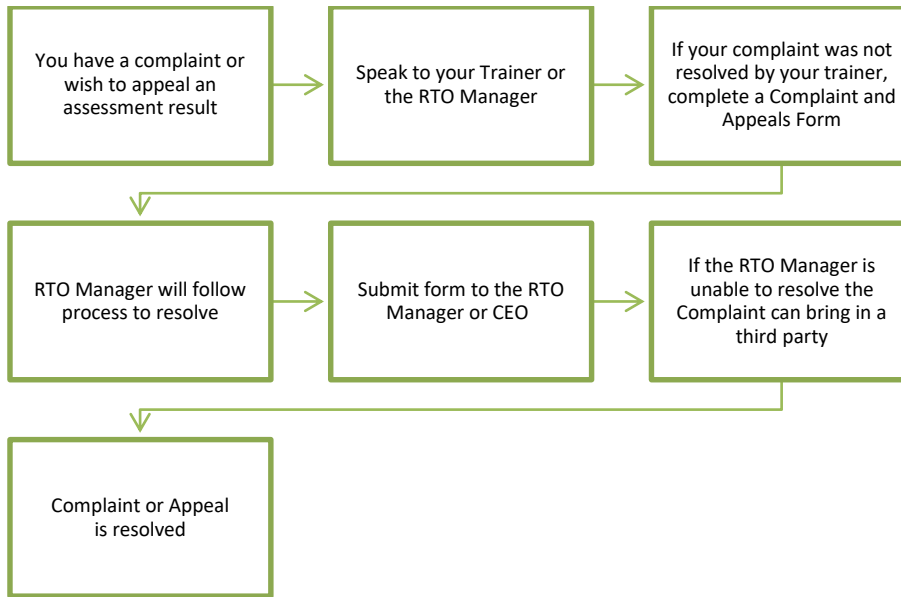 You have a complaint or
wish to appeal an
assessment result
Speak to your Trainer or
the RTO Manager
If your complaint was not
resolved by your trainer,
complete a Complaint and
Appeals Form
RTO Manager will follow
process to resolve
Submit form to the RTO
Manager or CEO
If the RTO Manager is
unable to resolve the
Complaint can bring in a
third party
Complaint or Appeal
is resolved